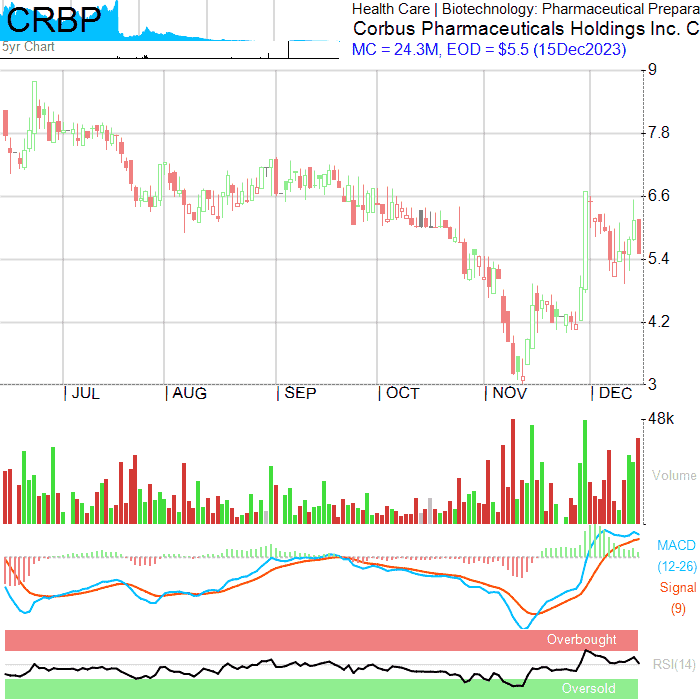 CRBP
5yr Chart
Health Care | Biotechnology: Pharmaceutical Prepara
Corbus Pharmaceuticals Holdings Inc. C
MC = 24.3M, EOD = $5.5 (15Dec2023)
9
7.8
6.6
5.4
4.2
3
| JUL | AUG | SEP | OCT | NOV | DEC
48k
Volume
MACD
(12-26)
Signal
(9)
Overbought
RSI(14)
Oversold